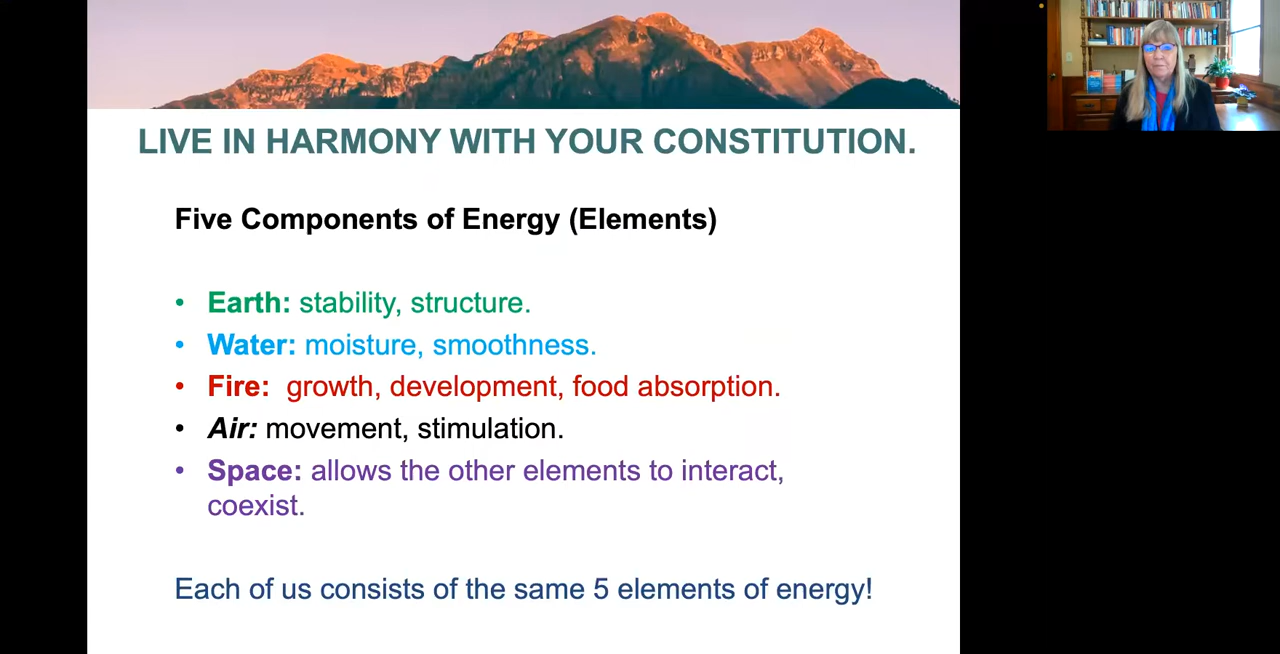 LIVE IN HARMONY WITH YOUR CONSTITUTION.
Five Components of Energy (Elements)
• Earth: stability, structure.
• Water: moisture, smoothness.
• Fire:  growth, development, food absorption.
• Air: movement, stimulation.
• Space: allows the other elements to interact,
coexist.
Each of us consists of the same 5 elements of energy!